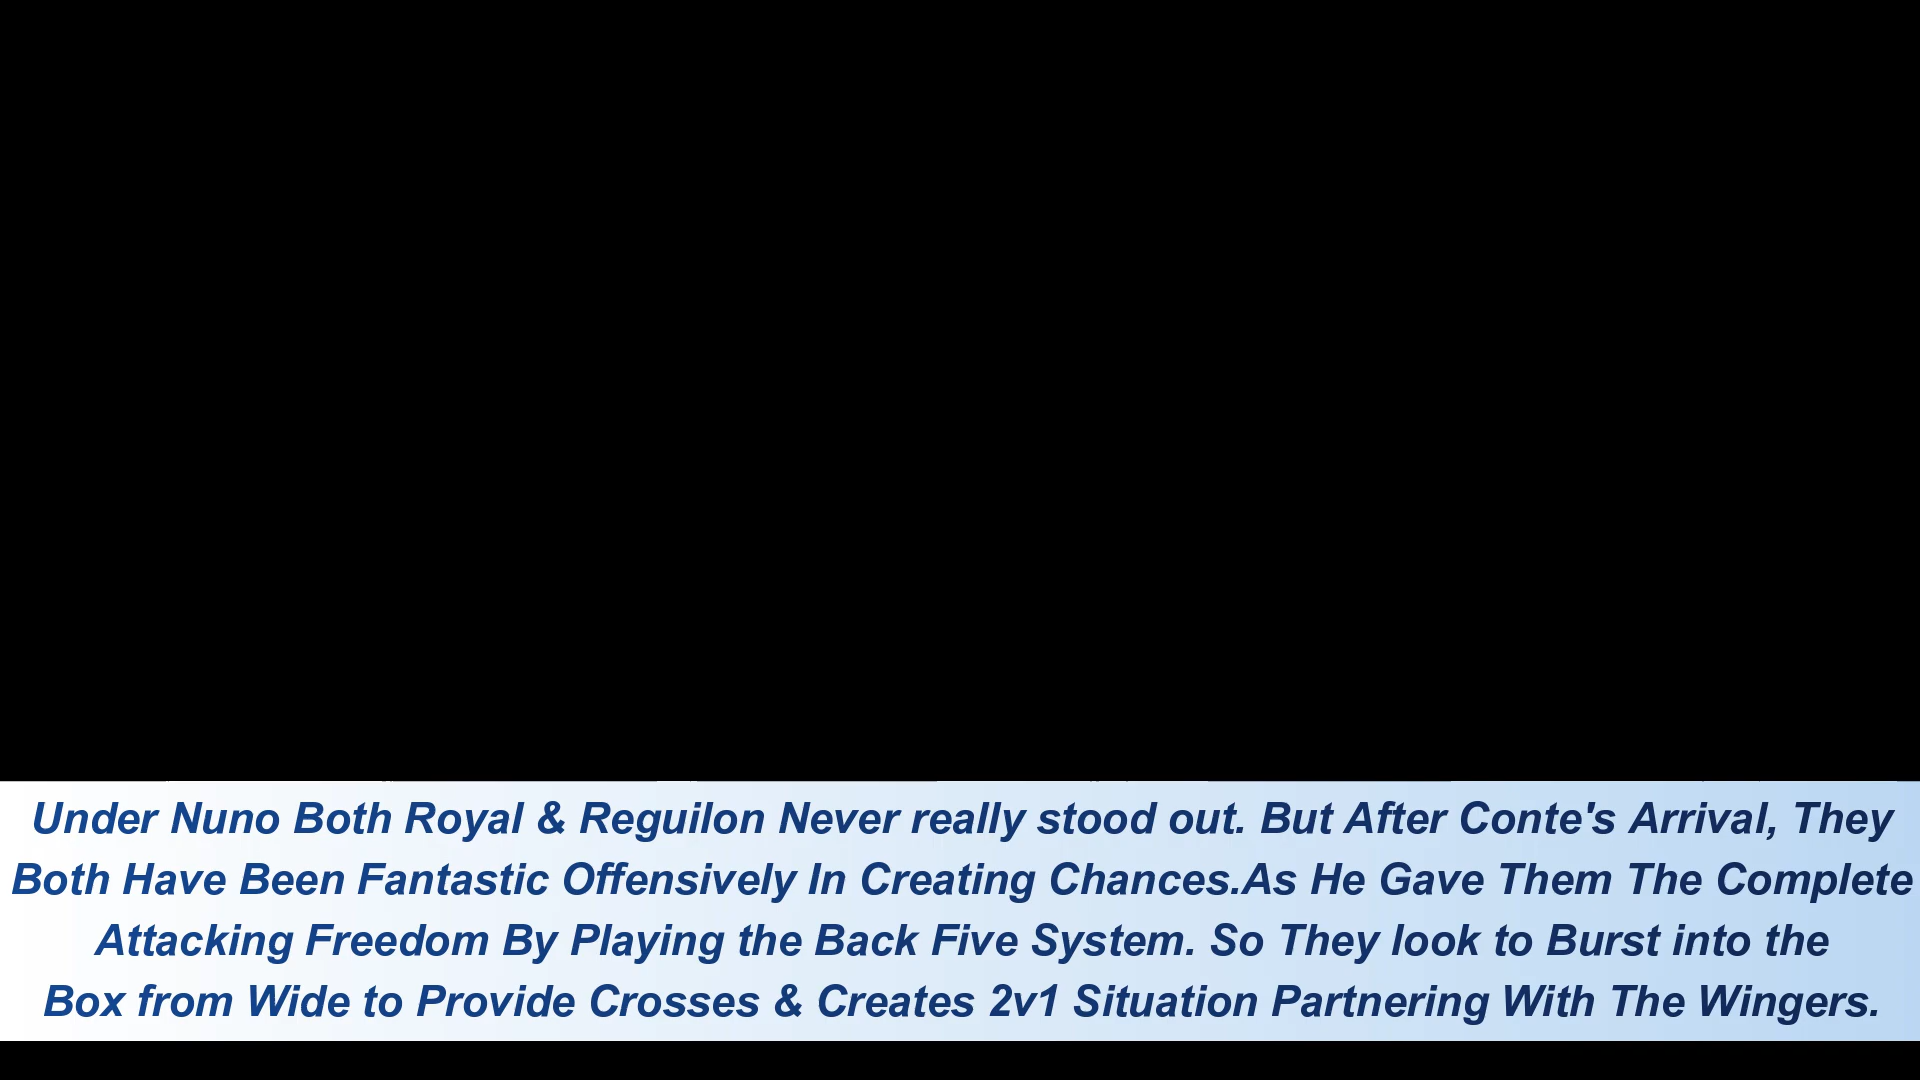 Under Nuno Both Royal & Reguilon Never really stood out. But After Conte's Arrival, They
Both Have Been Fantastic Offensively In Creating Chances.As He Gave Them The Complete
Attacking Freedom By Playing the Back Five System. So They look to Burst into the
Box from Wide to Provide Crosses & Creates 2v1 Situation Partnering With The Wingers.